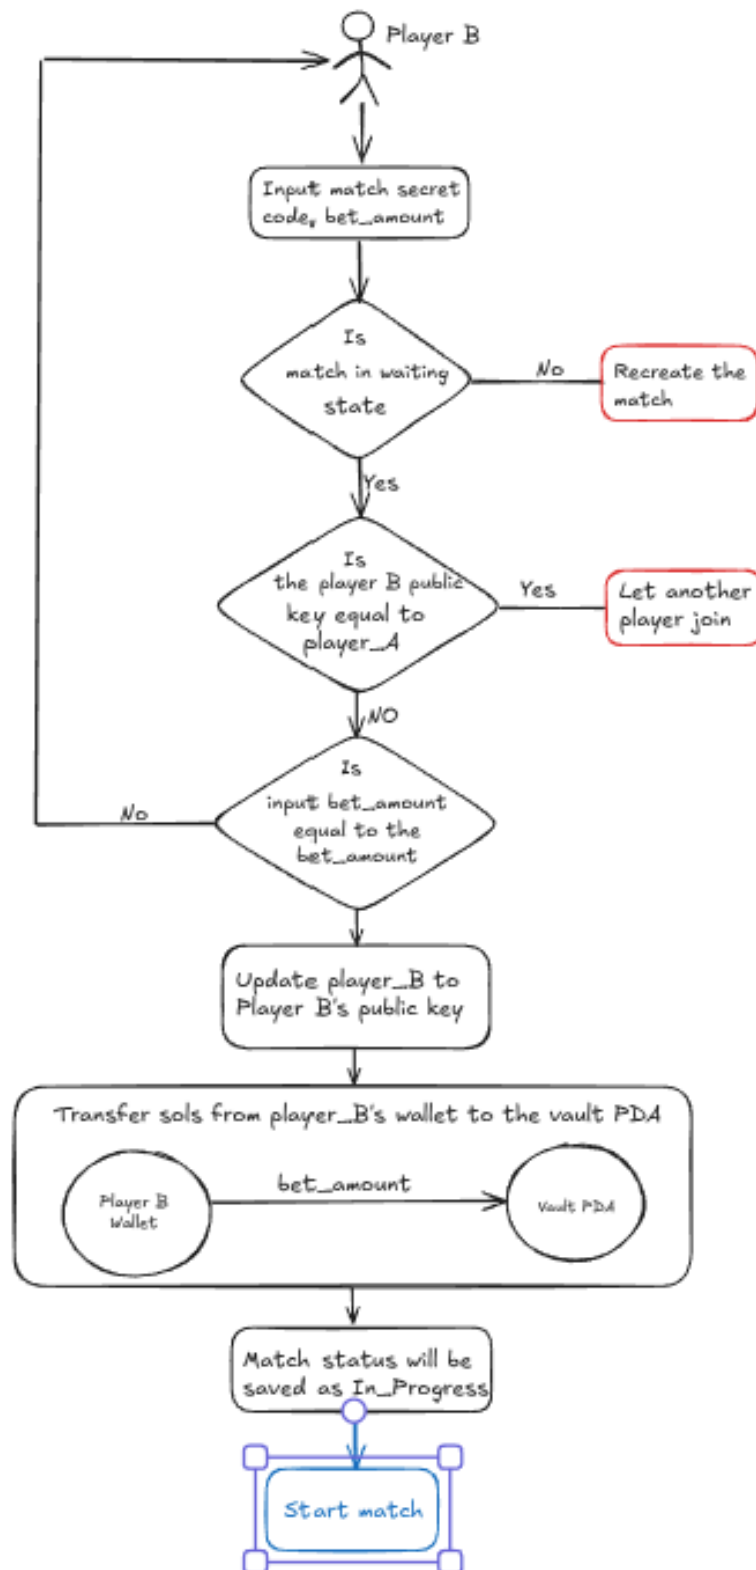 Player B
Input match secret
code, bet_amount
Is
match in waiting
state
No
Recreate the
match
Yes
Is
the player B public
key equal to
player_A
Yes
Let another
player join
NO
Is
input bet_amount
equal to the
bet_amount
No
Update player_B to
Player B's public key
Transfer sols from player_B's wallet to the vault PDA
Player B
Wallet
bet_amount
Vault PDA
Match status will be
saved as In_Progress
Start match